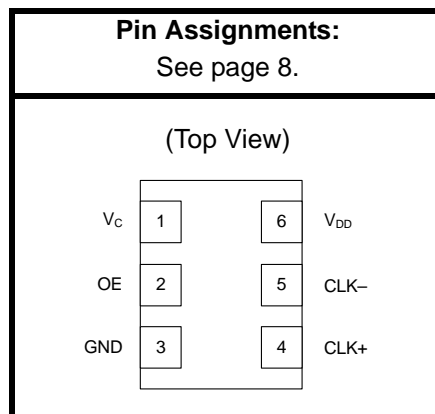 Pin Assignments:
See page 8.
(Top View)
VC 1 6 VDD
OE 2 5 CLK–
GND 3 4 CLK+